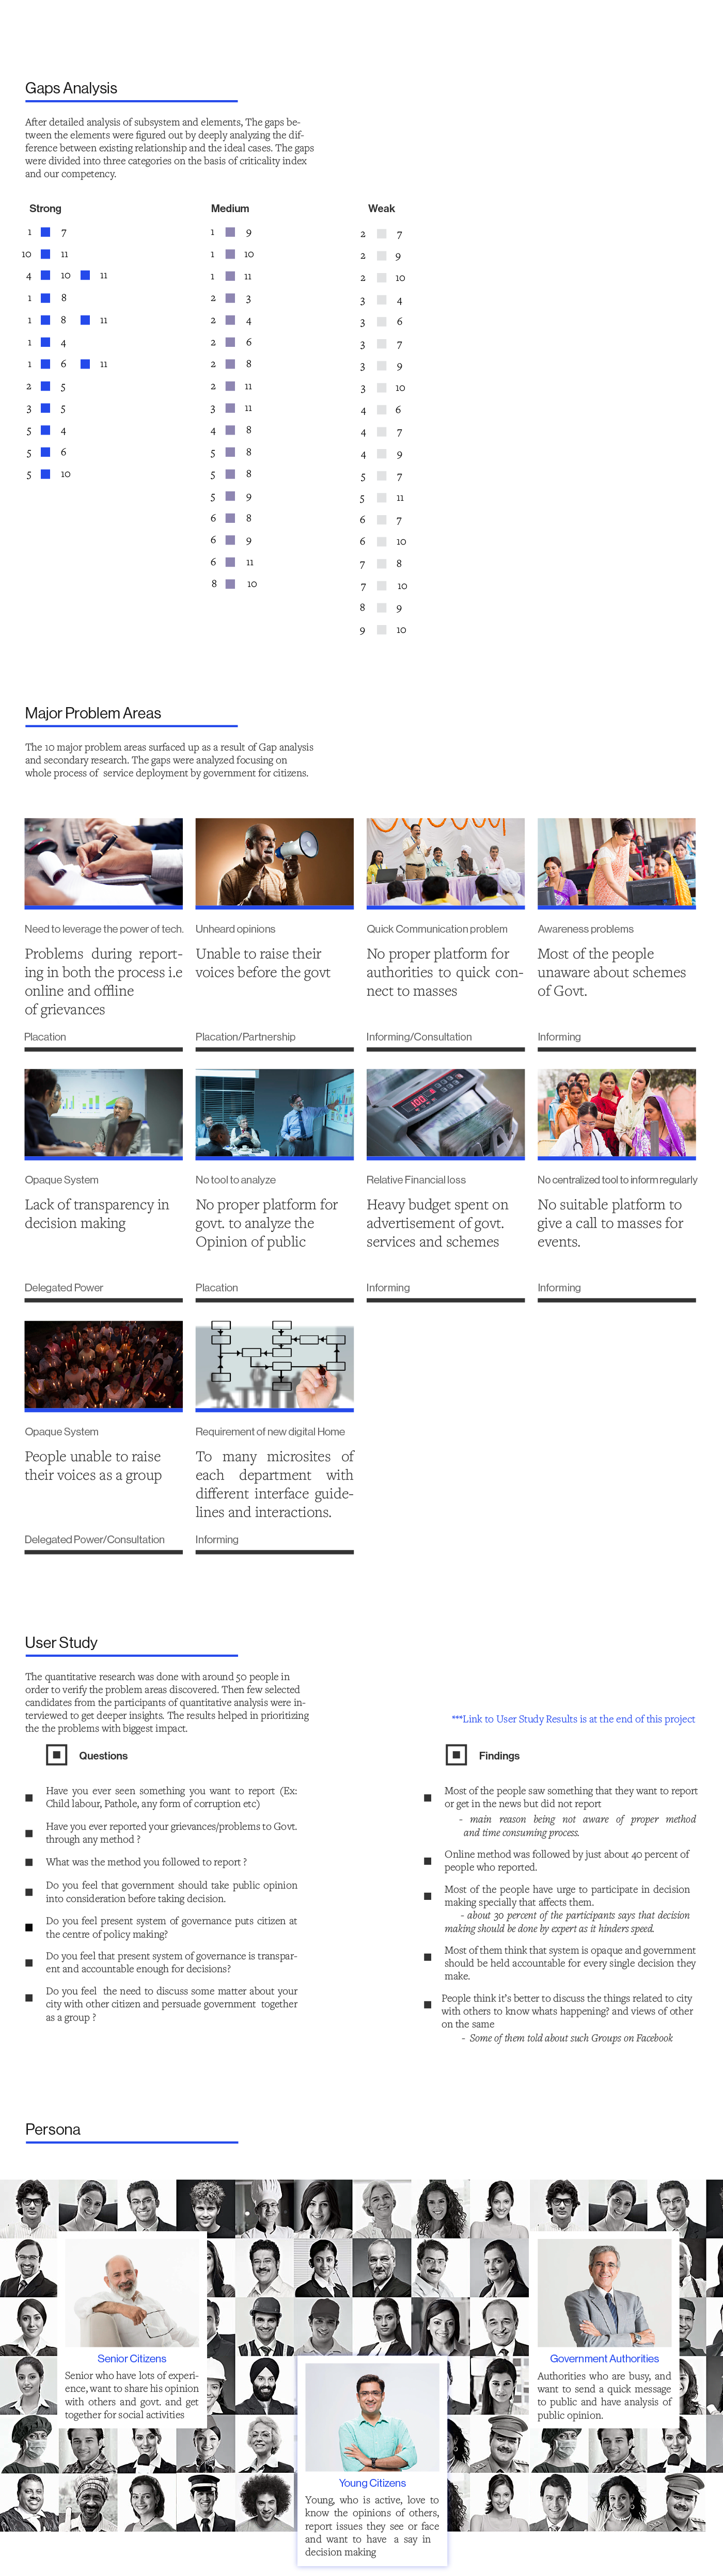 Gaps Analysis
After detailed analysis of subsystem and elements, The gaps be-
tween the elements were figured out by deeply analyzing the dif-
ference between existing relationship and the ideal cases. The gaps
were divided into three categories on the basis of criticality index
and our competency.
Strong
1 7
10 11
4 10 11
1 8
1 8 11
1 4
1 6 11
2 5
3 5
5 4
5 6
5 10
Medium
1 9
1 10
1 11
2 3
2 4
2 6
2 8
2 11
3 11
4 8
5 8
5 8
5 9
6 8
6 9
6 11
8 10
Weak
2 7
2 9
2 10
3 4
3 6
3 7
3 9
3 10
4 6
4 7
4 9
5 7
5 11
6 7
6 10
7 8
7 10
8 9
9 10
Major Problem Areas
The 10 major problem areas surfaced up as a result of Gap analysis
and secondary research. The gaps were analyzed focusing on
whole process of service deployment by government for citizens.
Need to leverage the power of tech.
Problems during report-
ing in both the process i.e
online and offline
of grievances
Placation
Unheard opinions
Unable to raise their
voices before the govt
Placation/Partnership
Quick Communication problem
No proper platform for
authorities to quick con-
nect to masses
Informing/Consultation
Awareness problems
Most of the people
unaware about schemes
of Govt.
Informing
Opaque System
Lack of transparency in
decision making
Delegated Power
No tool to analyze
No proper platform for
govt. to analyze the
Opinion of public
Placation
100
Relative Financial loss
Heavy budget spent on
advertisement of govt.
services and schemes
Informing
No centralized tool to inform regularly
No suitable platform to
give a call to masses for
events.
Informing
Opaque System
People unable to raise
their voices as a group
Delegated Power/Consultation
Requirement of new digital Home
To many microsites of
each department with
different interface guide-
lines and interactions.
Informing
User Study
The quantitative research was done with around 50 people in
order to verify the problem areas discovered. Then few selected
candidates from the participants of quantitative analysis were in-
terviewed to get deeper insights. The results helped in prioritizing
the the problems with biggest impact.
***Link to User Study Results is at the end of this project
Questions
Have you ever seen something you want to report (Ex:
Child labour, Pathole, any form of corruption etc)
Have you ever reported your grievances/problems to Govt.
through any method ?
What was the method you followed to report ?
Do you feel that government should take public opinion
into consideration before taking decision.
Do you feel present system of governance puts citizen at
the centre of policy making?
Do you feel that present system of governance is transpar-
ent and accountable enough for decisions?
Do you feel the need to discuss some matter about your
city with other citizen and persuade government together
as a group ?
Findings
Most of the people saw something that they want to report
or get in the news but did not report
- main reason being not aware of proper method
and time consuming process.
Online method was followed by just about 40 percent of
people who reported.
Most of the people have urge to participate in decision
making specially that affects them.
- about 30 percent of the participants says that decision
making should be done by expert as it hinders speed.
Most of them think that system is opaque and government
should be held accountable for every single decision they
make.
People think it's better to discuss the things related to city
with others to know whats happening? and views of other
on the same
- Some of them told about such Groups on Facebook
Persona
Senior Citizens
Senior who have lots of experi-
ence, want to share his opinion
with others and govt. and get
together for social activities
Young Citizens
Young, who is active, love to
know the opinions of others,
report issues they see or face
and want to have a say in
decision making
Government Authorities
Authorities who are busy, and
want to send a quick message
to public and have analysis of
public opinion.